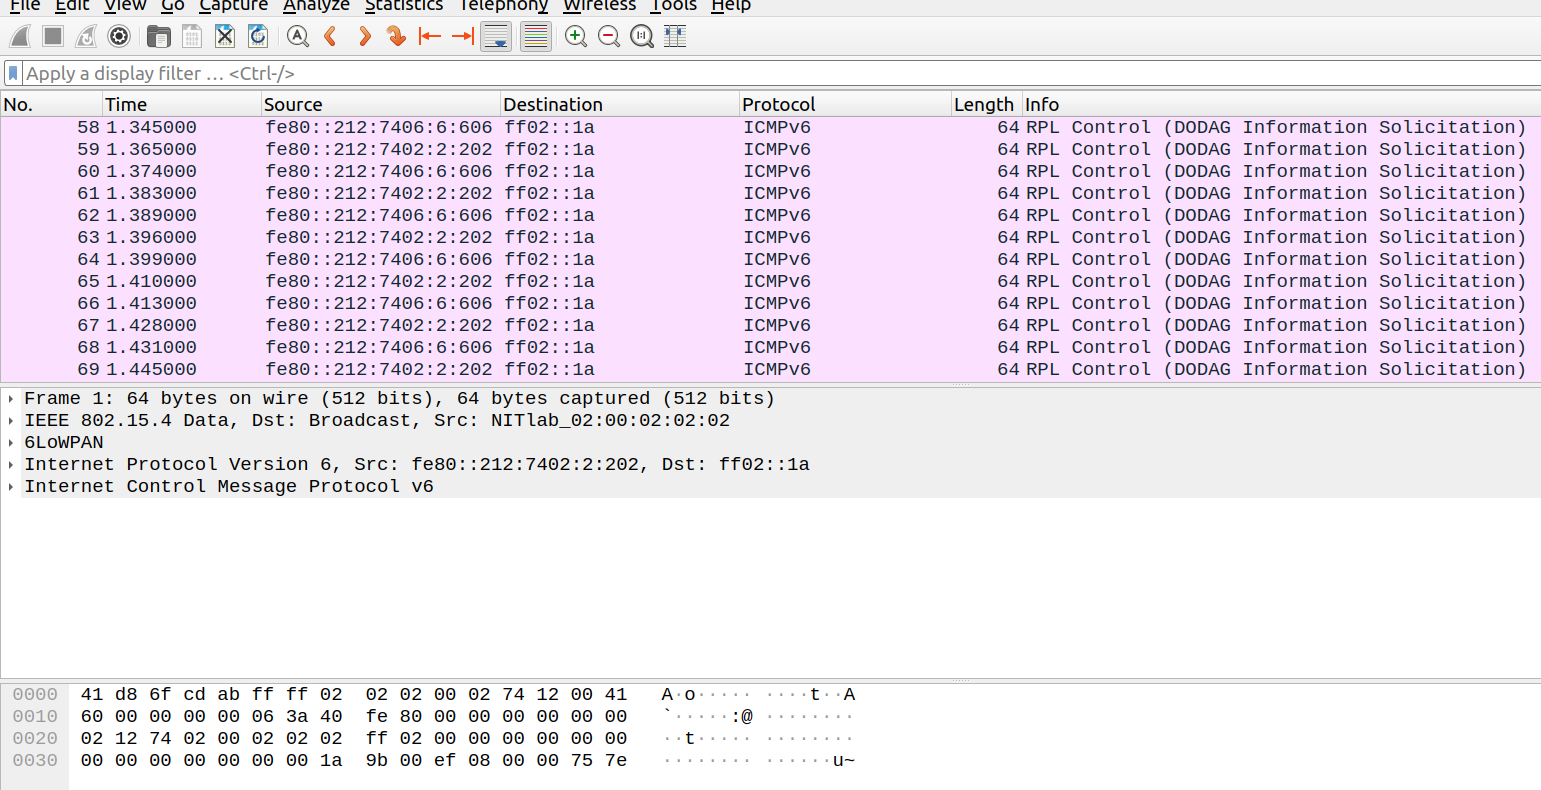 File Edit View Go Capture Analyze Statistics Telephony Wireless Tools Help
Apply a display filter … <Ctrl-/>
No. Time Source Destination Protocol Length Info
58 1.345000 fe80::212:7406:6:606 ff02::1a ICMPv6 64 RPL Control (DODAG Information Solicitation)
59 1.365000 fe80::212:7402:2:202 ff02::1a ICMPv6 64 RPL Control (DODAG Information Solicitation)
60 1.374000 fe80::212:7406:6:606 ff02::1a ICMPv6 64 RPL Control (DODAG Information Solicitation)
61 1.383000 fe80::212:7402:2:202 ff02::1a ICMPv6 64 RPL Control (DODAG Information Solicitation)
62 1.389000 fe80::212:7406:6:606 ff02::1a ICMPv6 64 RPL Control (DODAG Information Solicitation)
63 1.396000 fe80::212:7402:2:202 ff02::1a ICMPv6 64 RPL Control (DODAG Information Solicitation)
64 1.399000 fe80::212:7406:6:606 ff02::1a ICMPv6 64 RPL Control (DODAG Information Solicitation)
65 1.410000 fe80::212:7402:2:202 ff02::1a ICMPv6 64 RPL Control (DODAG Information Solicitation)
66 1.413000 fe80::212:7406:6:606 ff02::1a ICMPv6 64 RPL Control (DODAG Information Solicitation)
67 1.428000 fe80::212:7402:2:202 ff02::1a ICMPv6 64 RPL Control (DODAG Information Solicitation)
68 1.431000 fe80::212:7406:6:606 ff02::1a ICMPv6 64 RPL Control (DODAG Information Solicitation)
69 1.445000 fe80::212:7402:2:202 ff02::1a ICMPv6 64 RPL Control (DODAG Information Solicitation)
Frame 1: 64 bytes on wire (512 bits), 64 bytes captured (512 bits)
IEEE 802.15.4 Data, Dst: Broadcast, Src: NITlab_02:00:02:02:02
6LoWPAN
Internet Protocol Version 6, Src: fe80::212:7402:2:202, Dst: ff02::1a
Internet Control Message Protocol v6
0000 41 d8 6f cd ab ff ff 02 02 02 00 02 74 12 00 41 A·o····· ····t··A
0010 60 00 00 00 00 06 3a 40 fe 80 00 00 00 00 00 00 `·····:@ ········
0020 02 12 74 02 00 02 02 02 ff 02 00 00 00 00 00 00 ··t····· ········
0030 00 00 00 00 00 00 00 1a 9b 00 ef 08 00 00 75 7e ········ ······u~